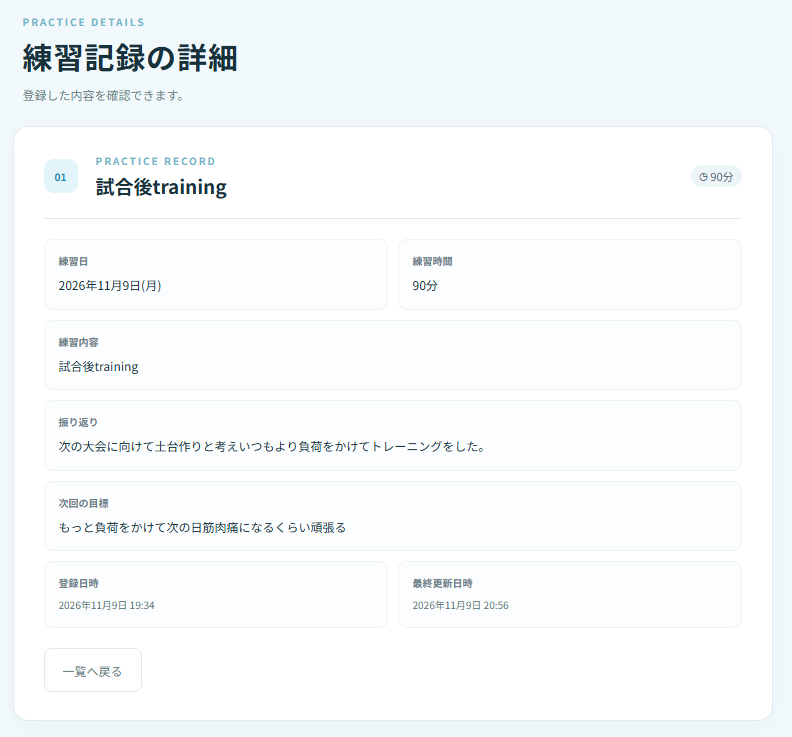 PRACTICE DETAILS
練習記録の詳細
登録した内容を確認できます。
01
PRACTICE RECORD
試合後training
90分
練習日
2026年11月9日(月)
練習時間
90分
練習内容
試合後training
振り返り
次の大会に向けて土台作りと考えいつもより負荷をかけてトレーニングをした。
次回の目標
もっと負荷をかけて次の日筋肉痛になるくらい頑張る
登録日時
2026年11月9日 19:34
最終更新日時
2026年11月9日 20:56
一覧へ戻る